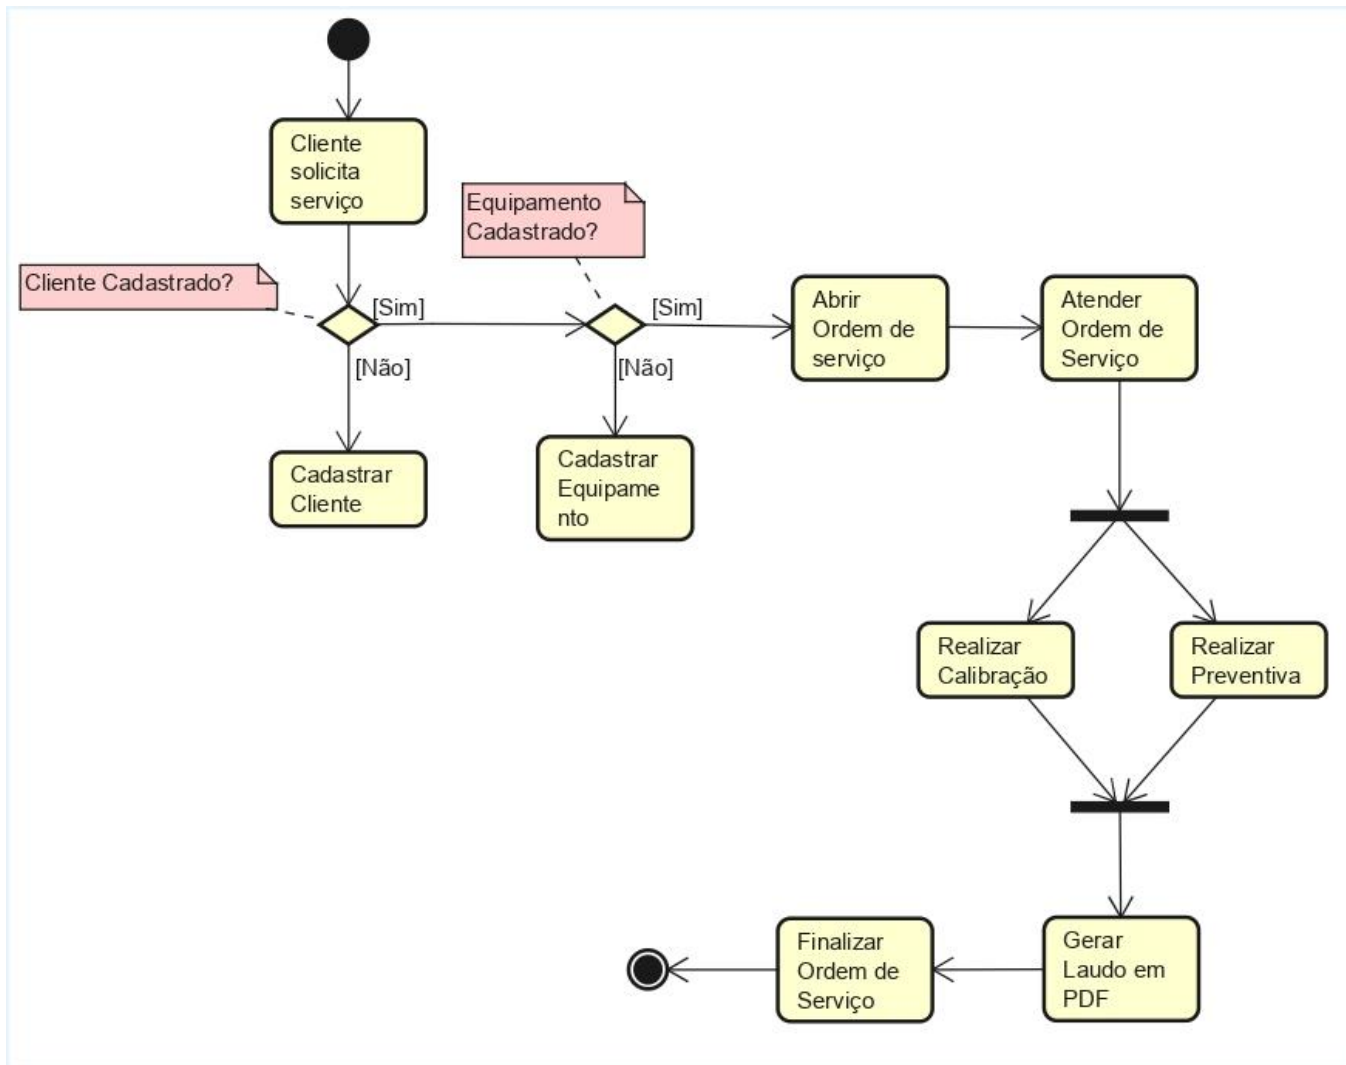 Cliente
solicita
serviço
Equipamento
Cadastrado?
Cliente Cadastrado?
[Sim]
[Sim]
[Não]
[Não]
Abrir
Ordem de
serviço
Atender
Ordem de
Serviço
Cadastrar
Cliente
Cadastrar
Equipame
nto
Realizar
Calibração
Realizar
Preventiva
Finalizar
Ordem de
Serviço
Gerar
Laudo em
PDF